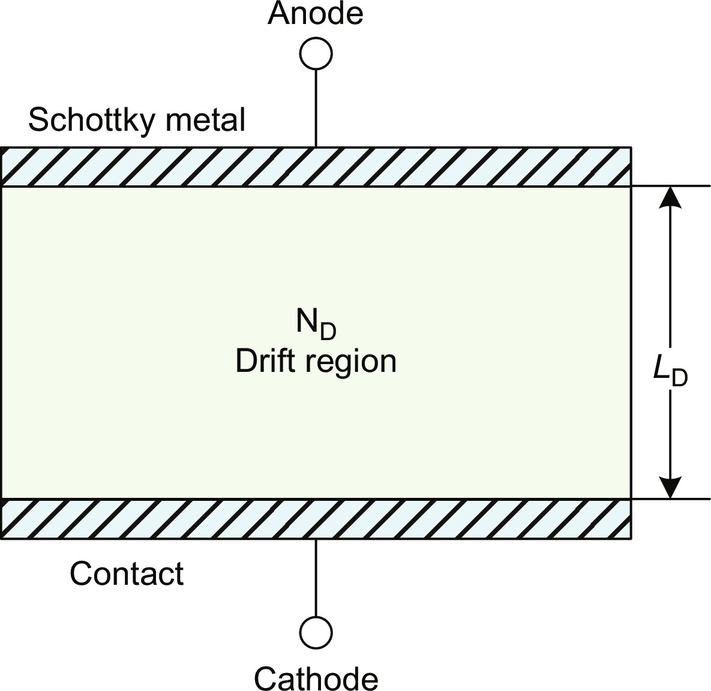 Anode
Schottky metal
N_D
Drift region
L_D
Contact
Cathode